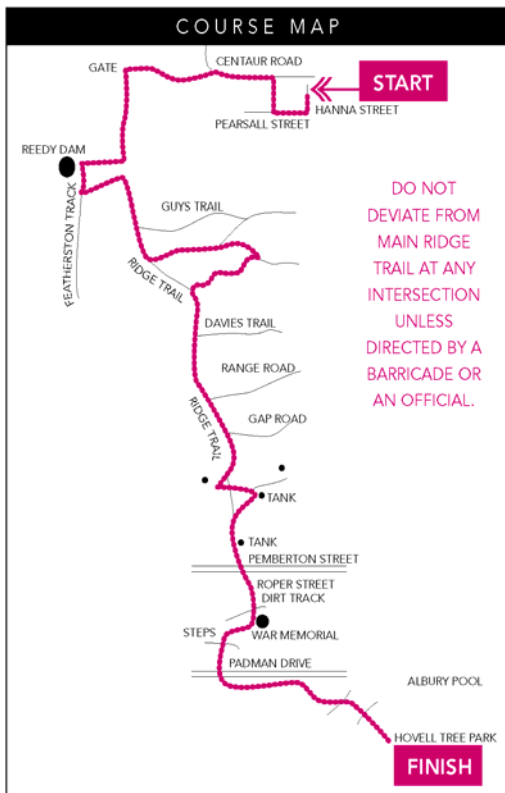 COURSE MAP
CENTAUR ROAD
GATE
START
HANNA STREET
PEARSALL STREET
REEDY DAM
FEATHERSTON TRACK
GUYS TRAIL
RIDGE TRAIL
DO NOT
DEVIATE FROM
MAIN RIDGE
TRAIL AT ANY
INTERSECTION
UNLESS
DIRECTED BY A
BARRICADE OR
AN OFFICIAL.
DAVIES TRAIL
RANGE ROAD
RIDGE TRAIL
GAP ROAD
TANK
TANK
PEMBERTON STREET
ROPER STREET
DIRT TRACK
STEPS
WAR MEMORIAL
PADMAN DRIVE
ALBURY POOL
HOVELL TREE PARK
FINISH